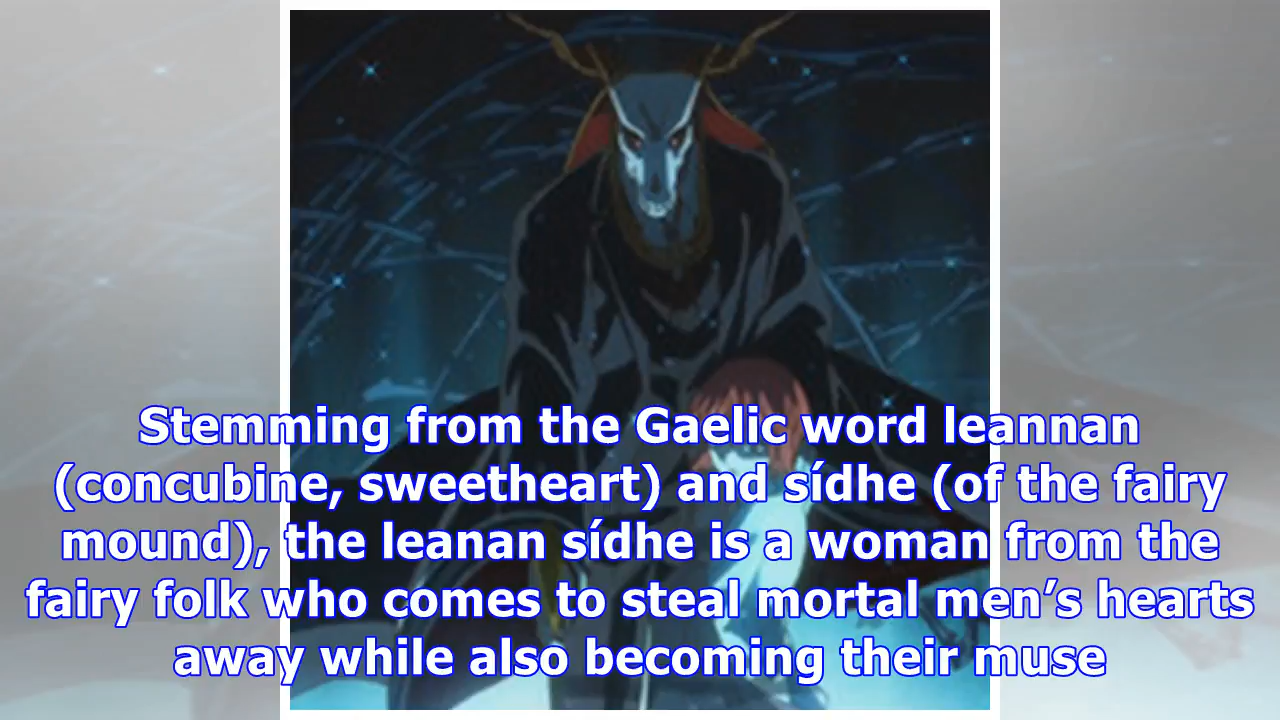 Stemming from the Gaelic word leannan
(concubine, sweetheart) and sídhe (of the fairy
mound), the leanan sídhe is a woman from the
fairy folk who comes to steal mortal men’s hearts
away while also becoming their muse